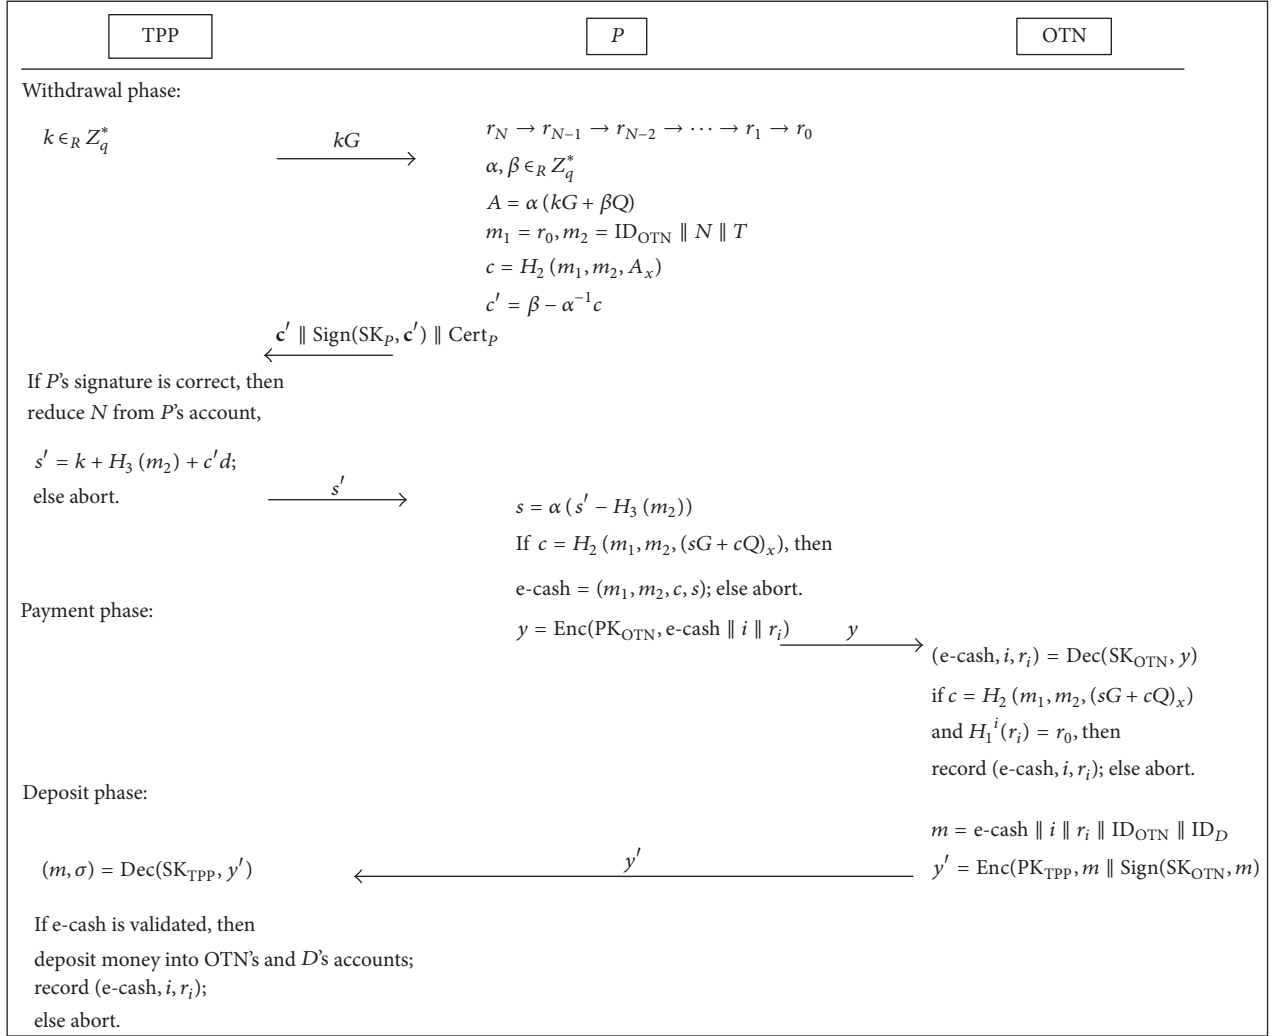 TPP P OTN
Withdrawal phase:
k ∈_R Z_q^*
kG
r_N → r_{N−1} → r_{N−2} → ⋯ → r_1 → r_0
α, β ∈_R Z_q^*
A = α (kG + βQ)
m_1 = r_0, m_2 = ID_OTN ‖ N ‖ T
c = H_2 (m_1, m_2, A_x)
c′ = β − α^{−1}c
c′ ‖ Sign(SK_P, c′) ‖ Cert_P
If P's signature is correct, then
reduce N from P's account,
s′ = k + H_3 (m_2) + c′d;
else abort.
s′
s = α (s′ − H_3 (m_2))
If c = H_2 (m_1, m_2, (sG + cQ)_x), then
e-cash = (m_1, m_2, c, s); else abort.
Payment phase:
y = Enc(PK_OTN, e-cash ‖ i ‖ r_i)
y
(e-cash, i, r_i) = Dec(SK_OTN, y)
if c = H_2 (m_1, m_2, (sG + cQ)_x)
and H_1^i(r_i) = r_0, then
record (e-cash, i, r_i); else abort.
Deposit phase:
m = e-cash ‖ i ‖ r_i ‖ ID_OTN ‖ ID_D
y′ = Enc(PK_TPP, m ‖ Sign(SK_OTN, m)
y′
(m, σ) = Dec(SK_TPP, y′)
If e-cash is validated, then
deposit money into OTN's and D's accounts;
record (e-cash, i, r_i);
else abort.